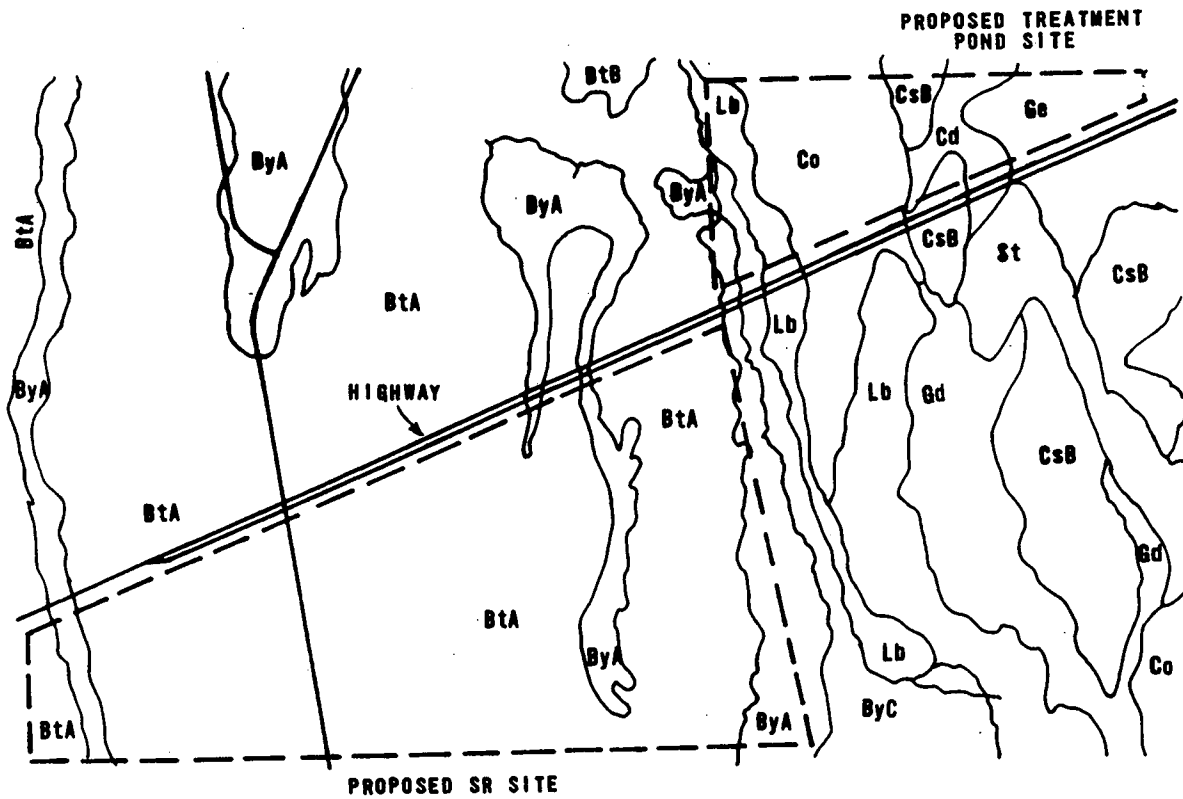 PROPOSED TREATMENT
POND SITE
BtB
CsB
Lb
Ge
Cd
Co
ByA
ByA
ByA
BtA
CsB
St
CsB
BtA
Lb
ByA
HIGHWAY
Lb
Gd
BtA
CsB
BtA
Gd
BtA
ByA
Lb
Co
ByC
BtA
ByA
PROPOSED SR SITE